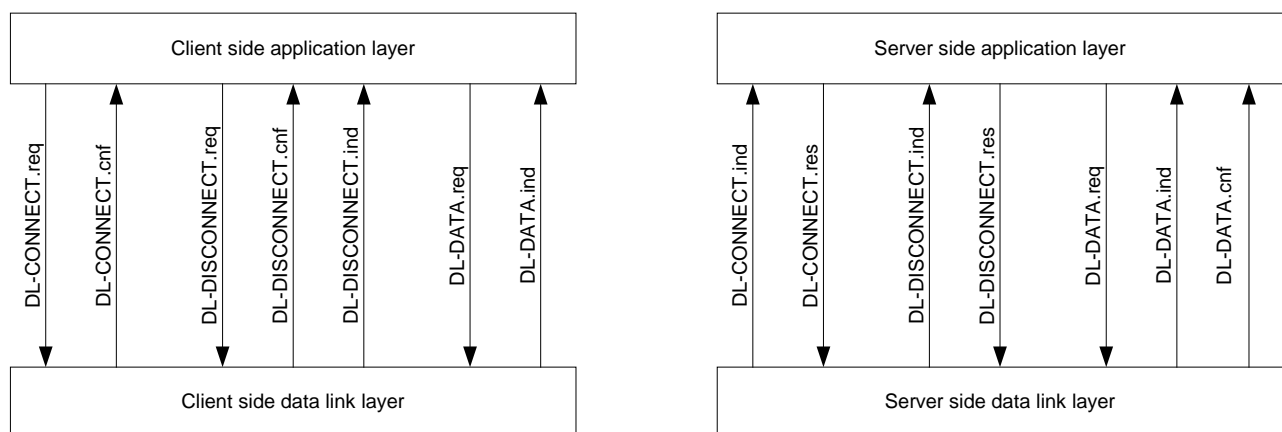 Client side application layer
Server side application layer
DL-CONNECT.req
DL-CONNECT.cnf
DL-DISCONNECT.req
DL-DISCONNECT.cnf
DL-DISCONNECT.ind
DL-DATA.req
DL-DATA.ind
DL-CONNECT.ind
DL-CONNECT.res
DL-DISCONNECT.ind
DL-DISCONNECT.res
DL-DATA.req
DL-DATA.ind
DL-DATA.cnf
Client side data link layer
Server side data link layer